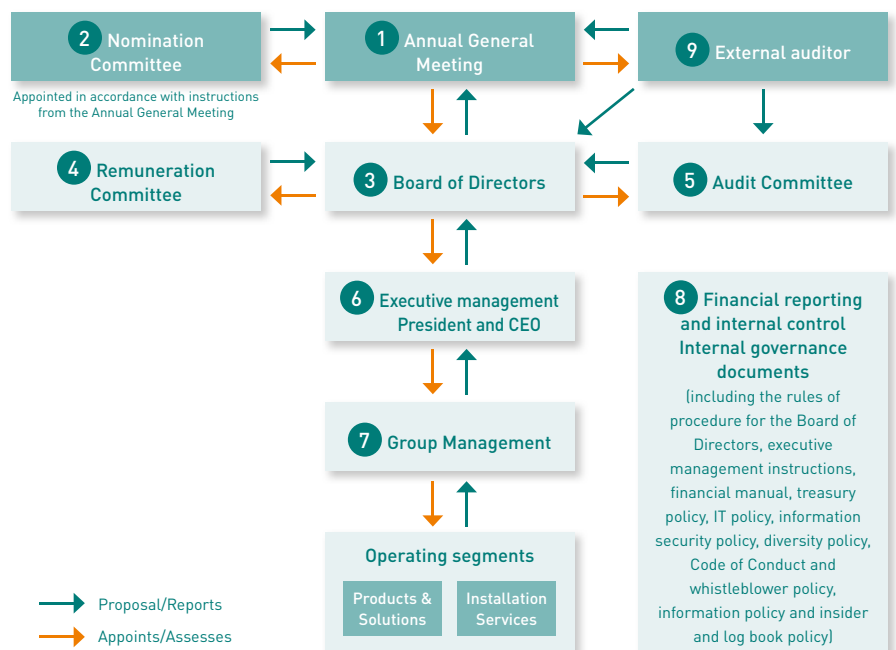 2 Nomination
Committee
Appointed in accordance with instructions
from the Annual General Meeting
1 Annual General
Meeting
9 External auditor
4 Remuneration
Committee
3 Board of Directors
5 Audit Committee
6 Executive management
President and CEO
7 Group Management
Operating segments
Products &
Solutions
Installation
Services
8 Financial reporting
and internal control
Internal governance
documents
(including the rules of
procedure for the Board of
Directors, executive
management instructions,
financial manual, treasury
policy, IT policy, information
security policy, diversity policy,
Code of Conduct and
whistleblower policy,
information policy and insider
and log book policy)
Proposal/Reports
Appoints/Assesses